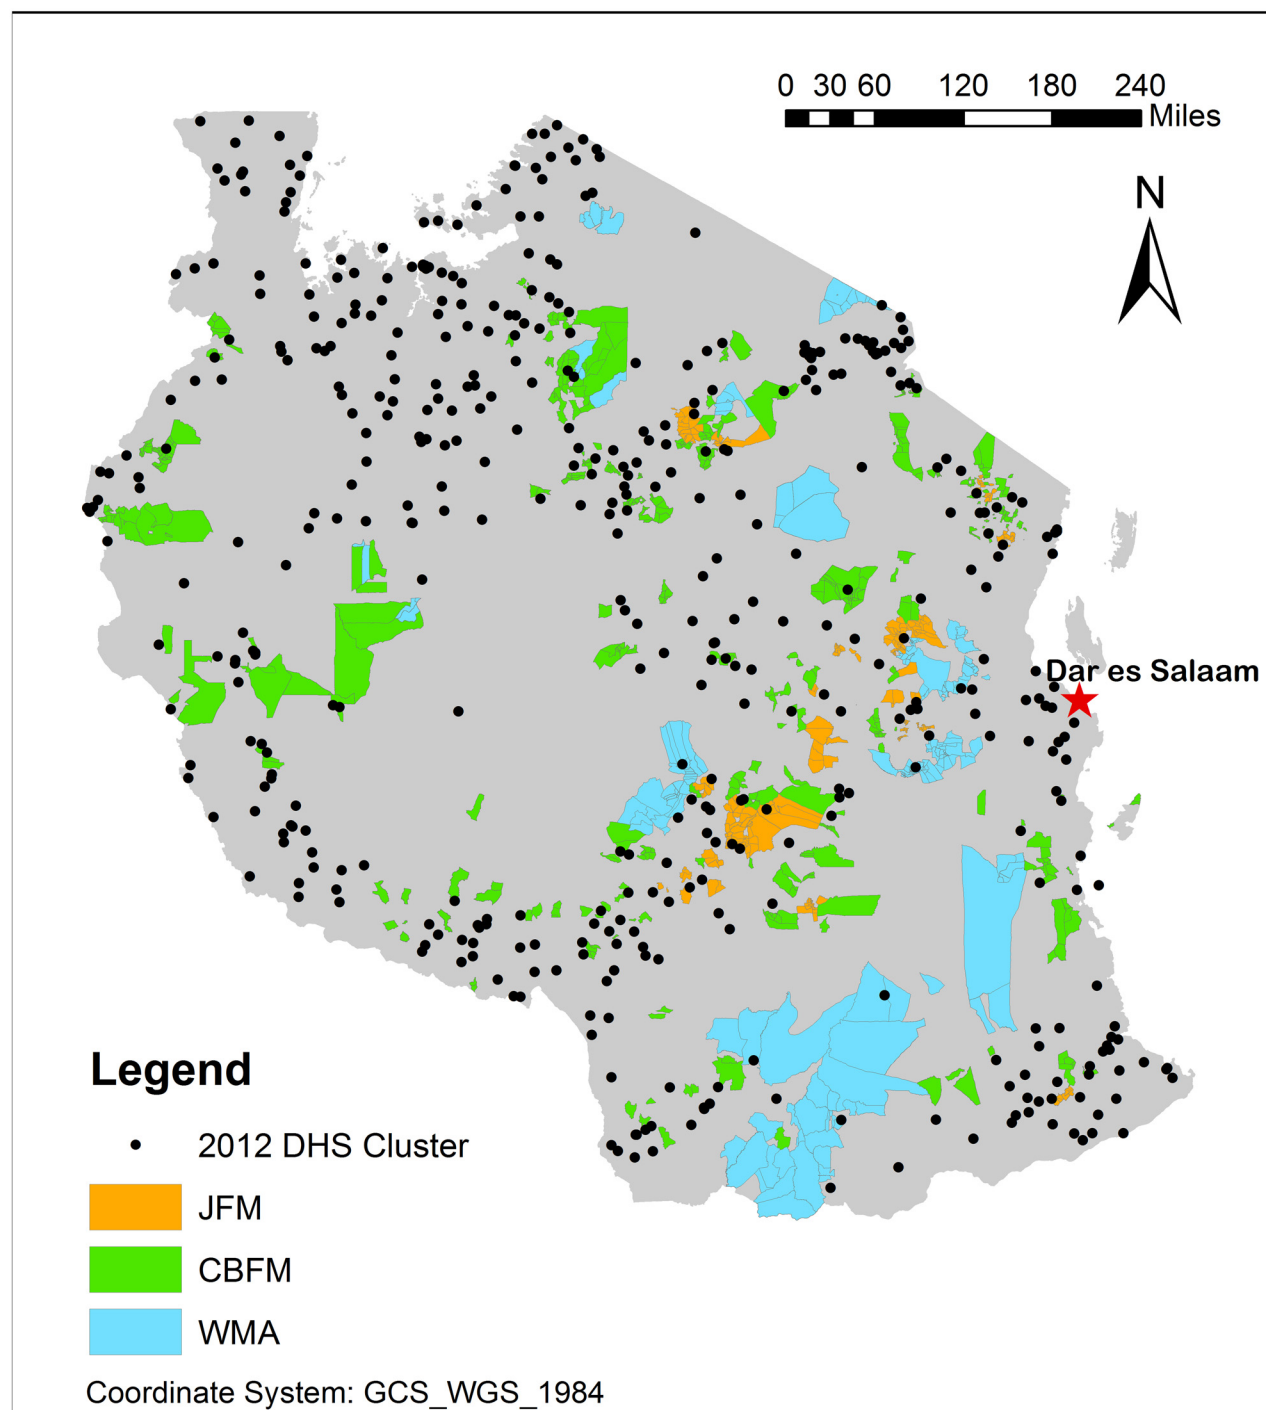 0 30 60 120 180 240
Miles
N
Dar es Salaam
Legend
2012 DHS Cluster
JFM
CBFM
WMA
Coordinate System: GCS_WGS_1984